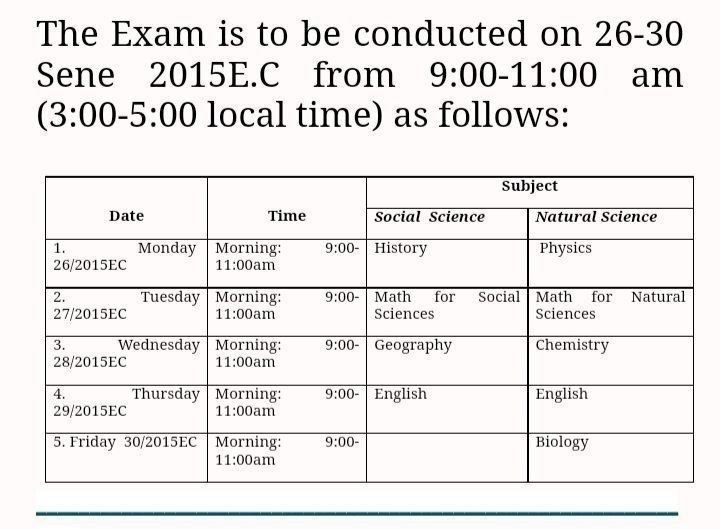 The Exam is to be conducted on 26-30
Sene 2015E.C from 9:00-11:00 am
(3:00-5:00 local time) as follows:
Date Time Subject
Social Science Natural Science
1. Monday 26/2015EC Morning: 9:00-11:00am History Physics
2. Tuesday 27/2015EC Morning: 9:00-11:00am Math for Social Sciences Math for Natural Sciences
3. Wednesday 28/2015EC Morning: 9:00-11:00am Geography Chemistry
4. Thursday 29/2015EC Morning: 9:00-11:00am English English
5. Friday 30/2015EC Morning: 9:00-11:00am Biology